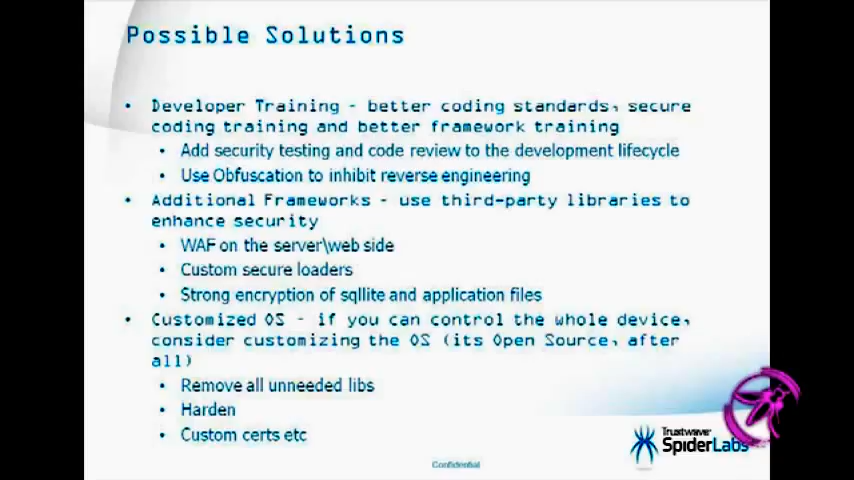 Possible Solutions
• Developer Training - better coding standards, secure
coding training and better framework training
• Add security testing and code review to the development lifecycle
• Use Obfuscation to inhibit reverse engineering
• Additional Frameworks - use third-party libraries to
enhance security
• WAF on the server\web side
• Custom secure loaders
• Strong encryption of sqllite and application files
• Customized OS - if you can control the whole device,
consider customizing the OS (its Open Source, after
all)
• Remove all unneeded libs
• Harden
• Custom certs etc
Trustwave®
SpiderLabs
Confidential